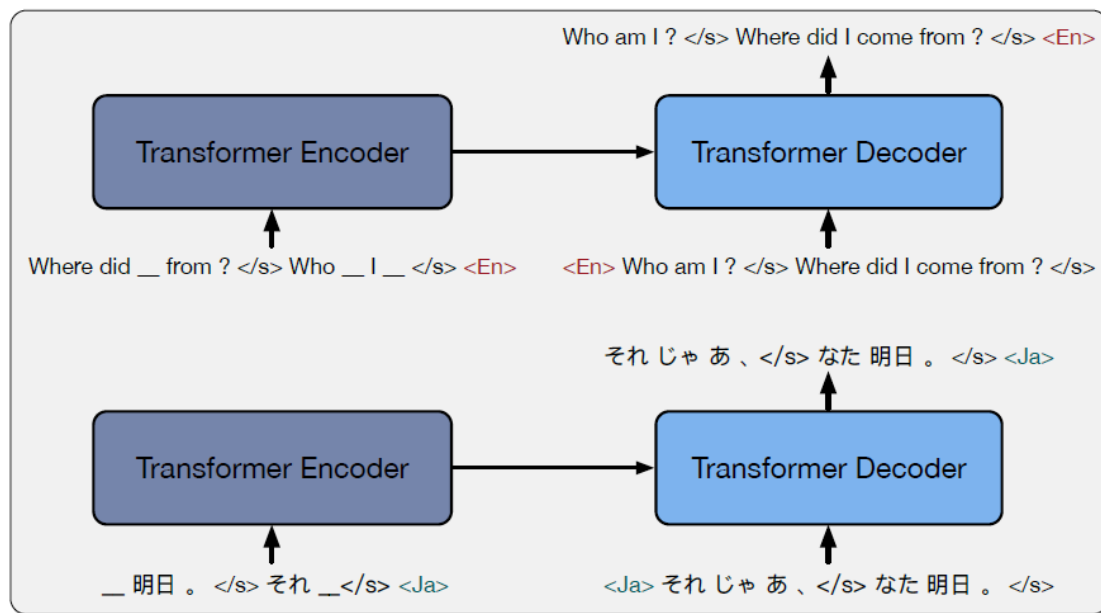 Who am I ? </s> Where did I come from ? </s> <En>
Transformer Encoder
Transformer Decoder
Where did __ from ? </s> Who __ I __ </s> <En>
<En> Who am I ? </s> Where did I come from ? </s>
それ じゃ あ 、</s> なた 明日 。 </s> <Ja>
Transformer Encoder
Transformer Decoder
__ 明日 。 </s> それ __</s> <Ja>
<Ja> それ じゃ あ 、</s> なた 明日 。 </s>